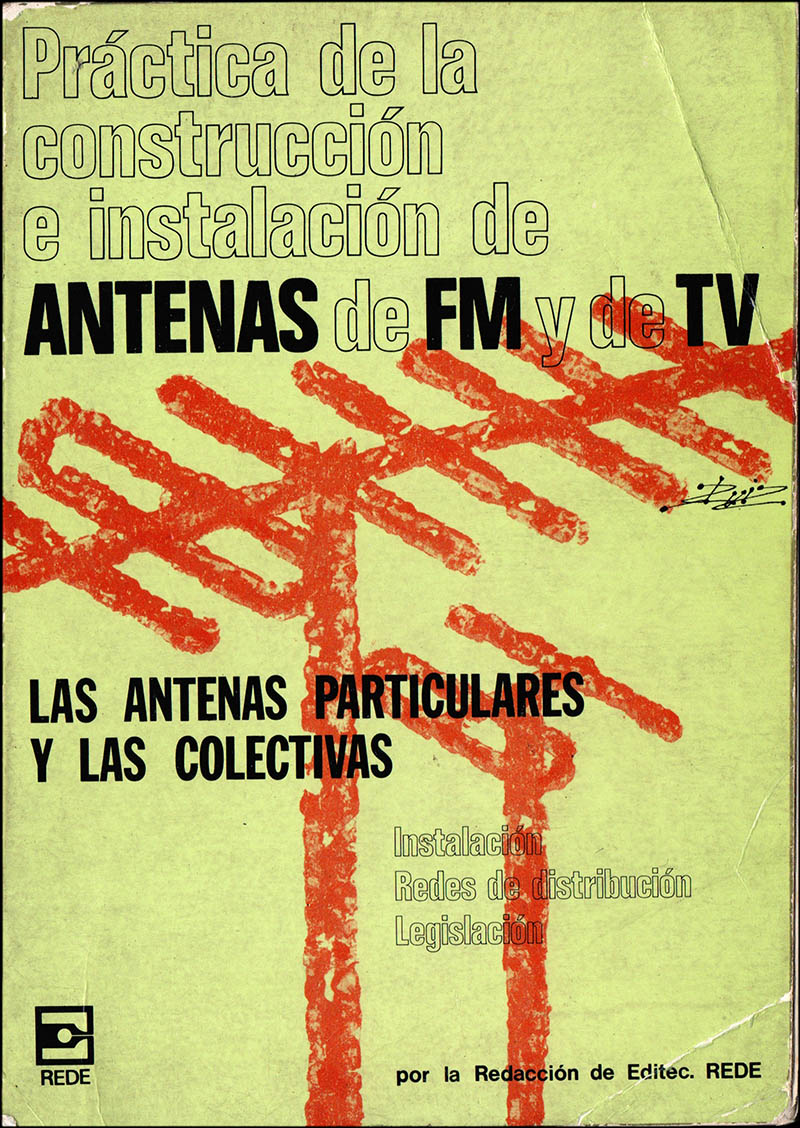 Práctica de la
construcción
e instalación de
ANTENAS de FM y de TV
LAS ANTENAS PARTICULARES
Y LAS COLECTIVAS
Instalación
Redes de distribución
Legislación
REDE
por la Redacción de Editec. REDE